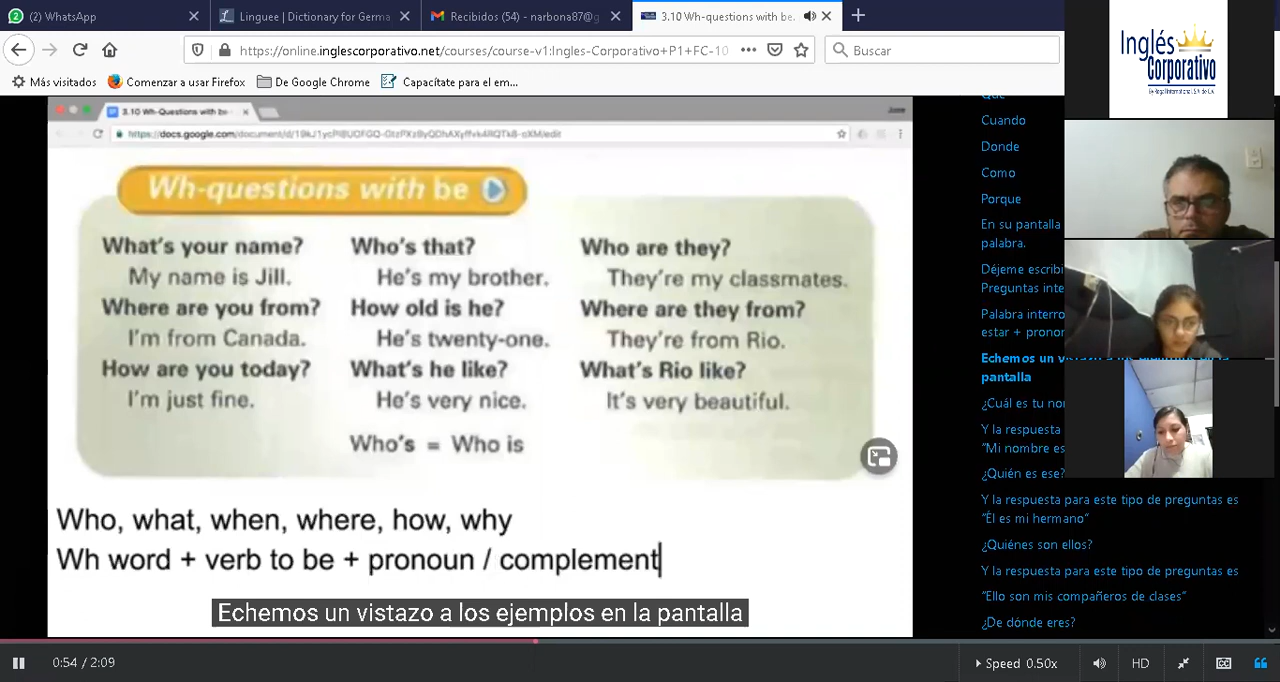 (2) WhatsApp
Linguee | Dictionary for Germa
Recibidos (54) - narbona87@g
3.10 Wh-questions with be.
https://online.inglescorporativo.net/courses/course-v1:Ingles-Corporativo+P1+FC-10
Buscar
Más visitados
Comenzar a usar Firefox
De Google Chrome
Capacítate para el em...
3.10 Wh-Questions with be
Wh-questions with be
What's your name?
My name is Jill.
Where are you from?
I'm from Canada.
How are you today?
I'm just fine.
Who's that?
He's my brother.
How old is he?
He's twenty-one.
What's he like?
He's very nice.
Who's = Who is
Who are they?
They're my classmates.
Where are they from?
They're from Rio.
What's Rio like?
It's very beautiful.
Who, what, when, where, how, why
Wh word + verb to be + pronoun / complement
Echemos un vistazo a los ejemplos en la pantalla
0:54 / 2:09
Speed 0.50x
HD
Cuando
Donde
Como
Porque
En su pantalla
palabra.
Déjeme escribi
Preguntas inte
Palabra interro
estar + pronor
Echemos un vistazo a
pantalla
¿Cuál es tu no
Y la respuesta
"Mi nombre es
¿Quién es ese?
Y la respuesta para este tipo de preguntas es
"Él es mi hermano"
¿Quiénes son ellos?
Y la respuesta para este tipo de preguntas es
"Ello son mis compañeros de clases"
¿De dónde eres?
Inglés
Corporativo